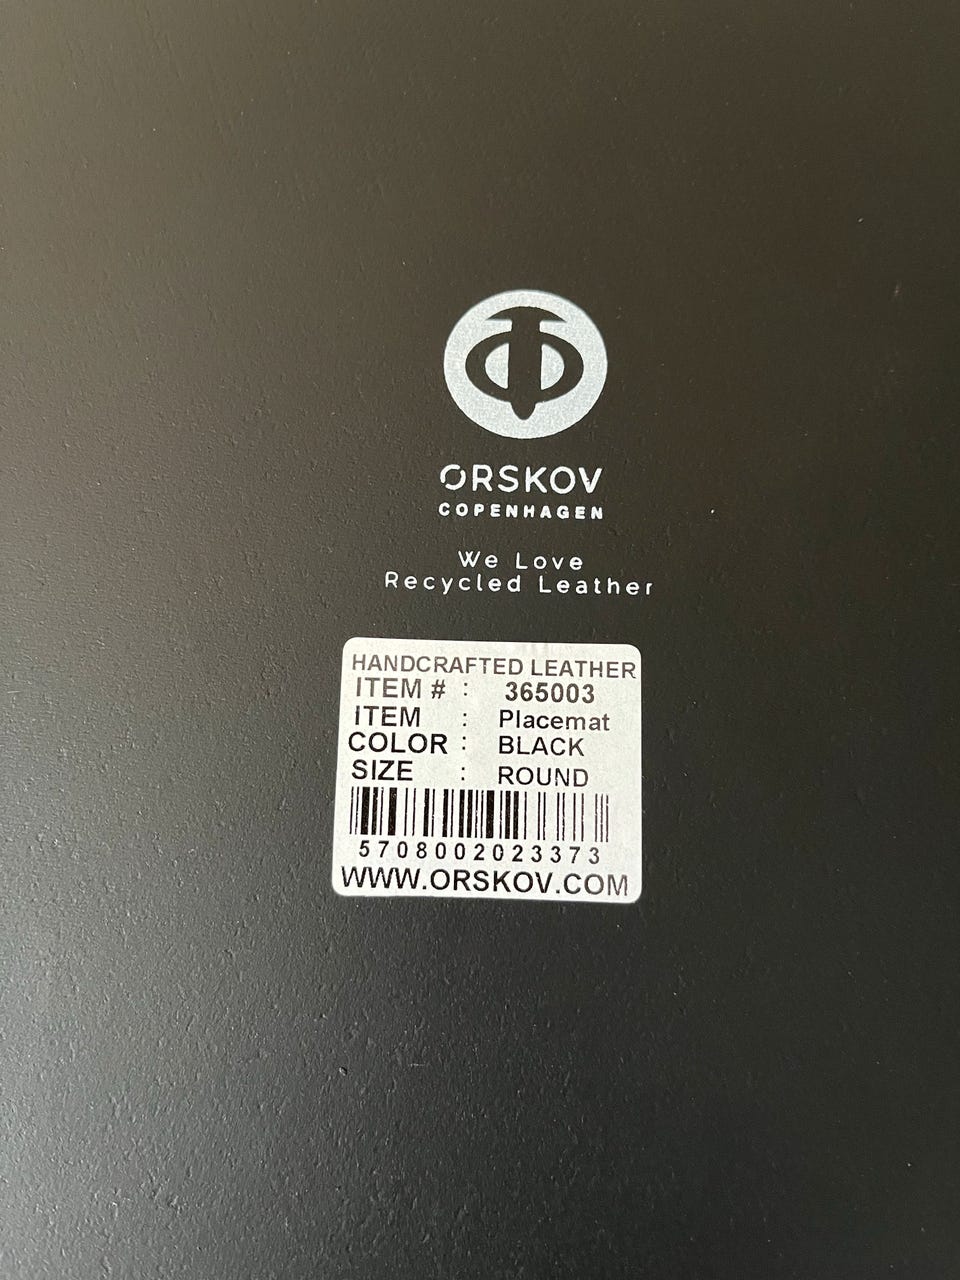 ORSKOV
COPENHAGEN
We Love
Recycled Leather
HANDCRAFTED LEATHER
ITEM # : 365003
ITEM : Placemat
COLOR : BLACK
SIZE : ROUND
5708002023373
WWW.ORSKOV.COM